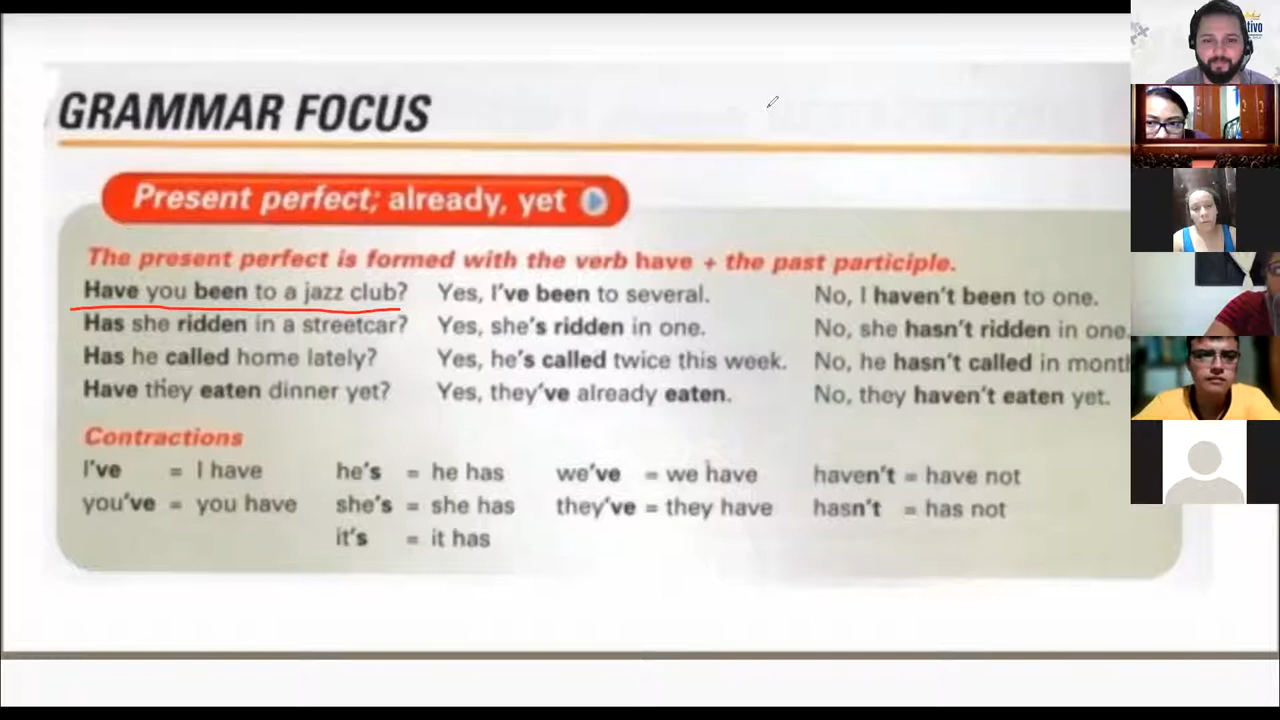 GRAMMAR FOCUS
Present perfect; already, yet
The present perfect is formed with the verb have + the past participle.
Have you been to a jazz club? Yes, I've been to several. No, I haven't been to one.
Has she ridden in a streetcar? Yes, she's ridden in one. No, she hasn't ridden in one.
Has he called home lately? Yes, he's called twice this week. No, he hasn't called in month
Have they eaten dinner yet? Yes, they've already eaten. No, they haven't eaten yet.
Contractions
I've = I have he's = he has we've = we have haven't = have not
you've = you have she's = she has they've = they have hasn't = has not
it's = it has
tivo